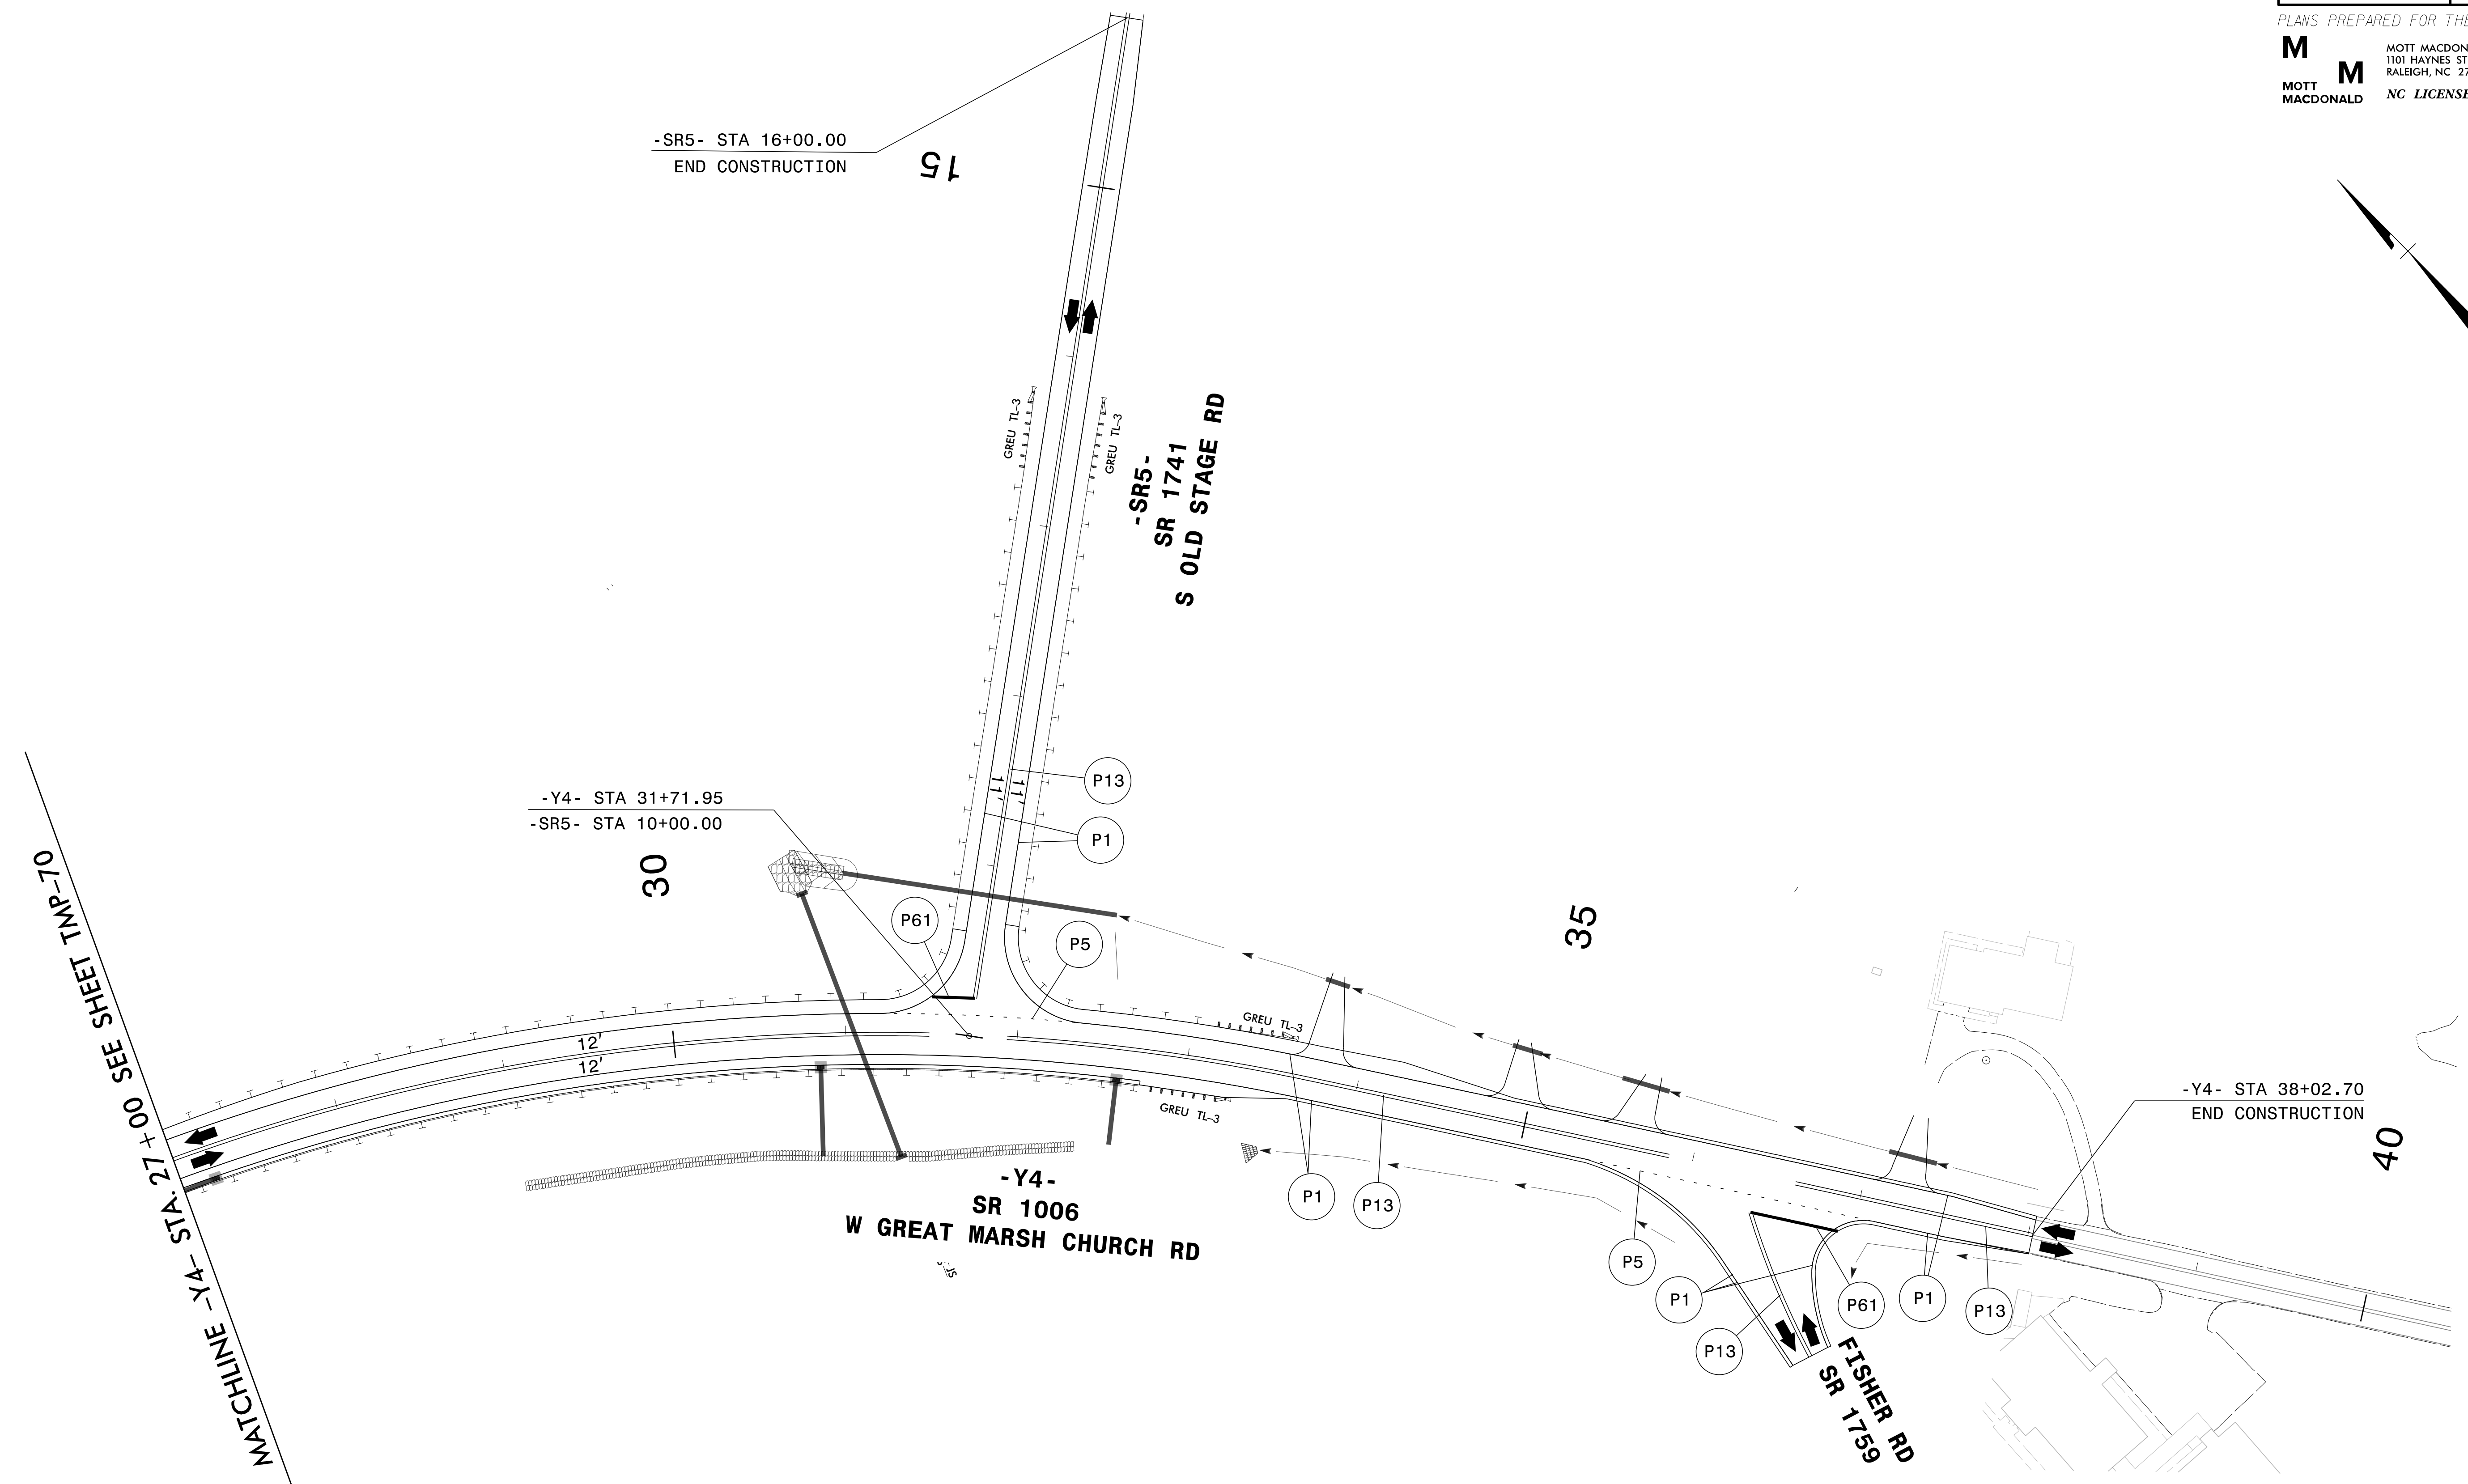 PLANS PREPARED FOR THE
M
M
MOTT
MACDONALD
MOTT MACDON
1101 HAYNES ST
RALEIGH, NC 27
NC LICENSE
-SR5- STA 16+00.00
END CONSTRUCTION
15
GREU TL-3
GREU TL-3
-SR5-
SR 1741
S OLD STAGE RD
P13
11'
11'
P1
-Y4- STA 31+71.95
-SR5- STA 10+00.00
30
P61
P5
35
GREU TL-3
12'
12'
GREU TL-3
MATCHLINE -Y4- STA. 27+00 SEE SHEET TMP-70
-Y4-
SR 1006
W GREAT MARSH CHURCH RD
P1
P13
-Y4- STA 38+02.70
END CONSTRUCTION
40
P5
P1
P13
P61
P1
P13
FISHER RD
SR 1759